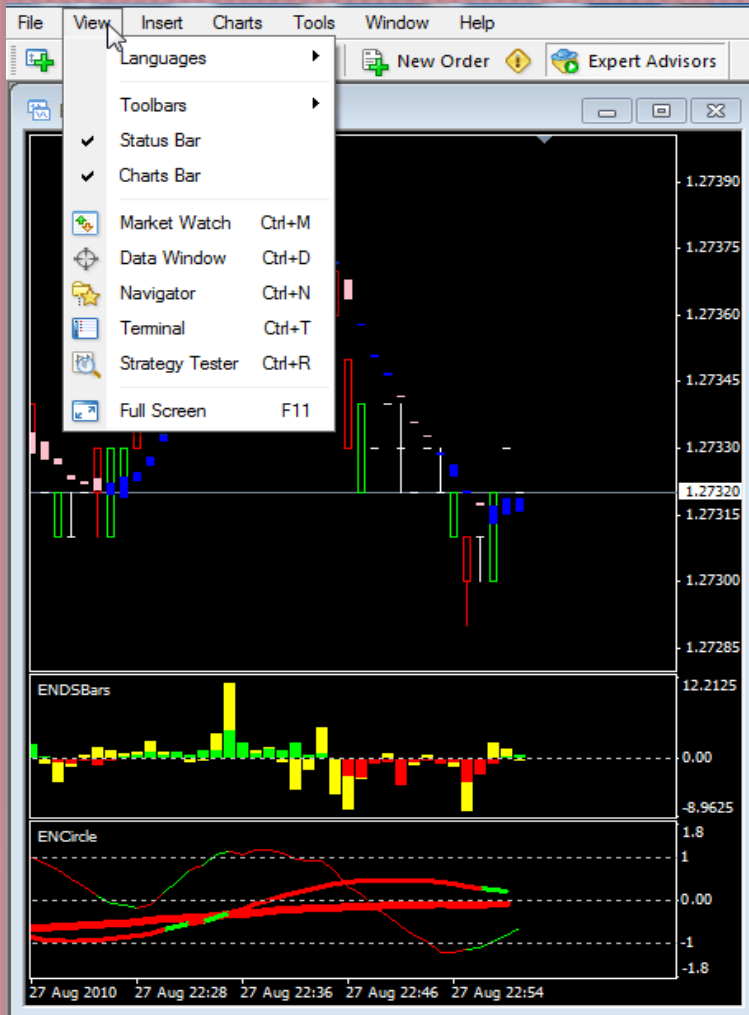 File View Insert Charts Tools Window Help
New Order Expert Advisors
Languages
Toolbars
Status Bar
Charts Bar
Market Watch Ctrl+M
Data Window Ctrl+D
Navigator Ctrl+N
Terminal Ctrl+T
Strategy Tester Ctrl+R
Full Screen F11
1.27390
1.27375
1.27360
1.27345
1.27330
1.27320
1.27315
1.27300
1.27285
ENDSBars
12.2125
0.00
-8.9625
ENCircle
1.8
1
0.00
-1
-1.8
27 Aug 2010 27 Aug 22:28 27 Aug 22:36 27 Aug 22:46 27 Aug 22:54